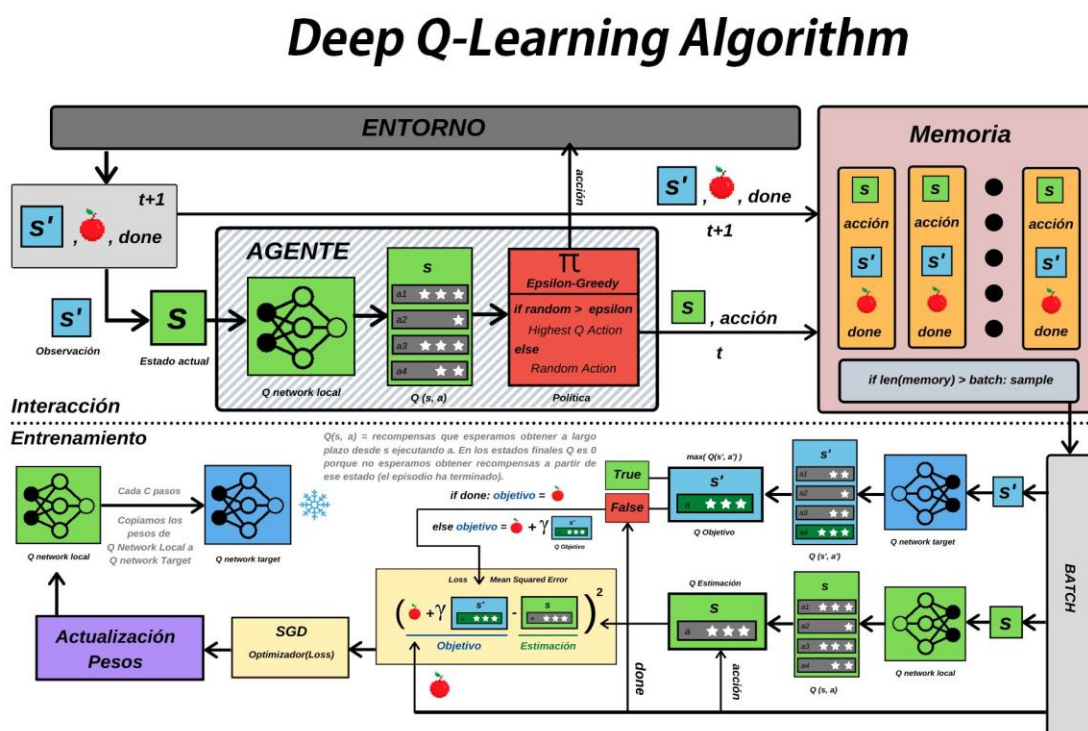 Deep Q-Learning Algorithm
ENTORNO
t+1
s' , , done
Observación
s'
S
Estado actual
AGENTE
Q network local
s
a1
a2
a3
a4
Q (s, a)
acción
π
Epsilon-Greedy
if random > epsilon
Highest Q Action
else
Random Action
Política
s' , , done
t+1
s , acción
t
Memoria
s
acción
s'
done
s
acción
s'
done
s
acción
s'
done
if len(memory) > batch: sample
Interacción
Entrenamiento
Q network local
Cada C pasos
Copiamos los
pesos de
Q Network Local a
Q network Target
Q network target
Q(s, a) = recompensas que esperamos obtener a largo
plazo desde s ejecutando a. En los estados finales Q es 0
porque no esperamos obtener recompensas a partir de
ese estado (el episodio ha terminado).
if done: objetivo =
else objetivo = + γ s'
Q Objetivo
True
False
max( Q(s', a') )
s'
a
Q Objetivo
s'
a1
a2
a3
a4
Q (s', a')
Q network target
s'
BATCH
Loss Mean Squared Error
( + γ s' - s )2
Objetivo
Estimación
Q Estimación
s
a
s
a1
a2
a3
a4
Q (s, a)
Q network local
s
done
acción
SGD
Optimizador(Loss)
Actualización
Pesos